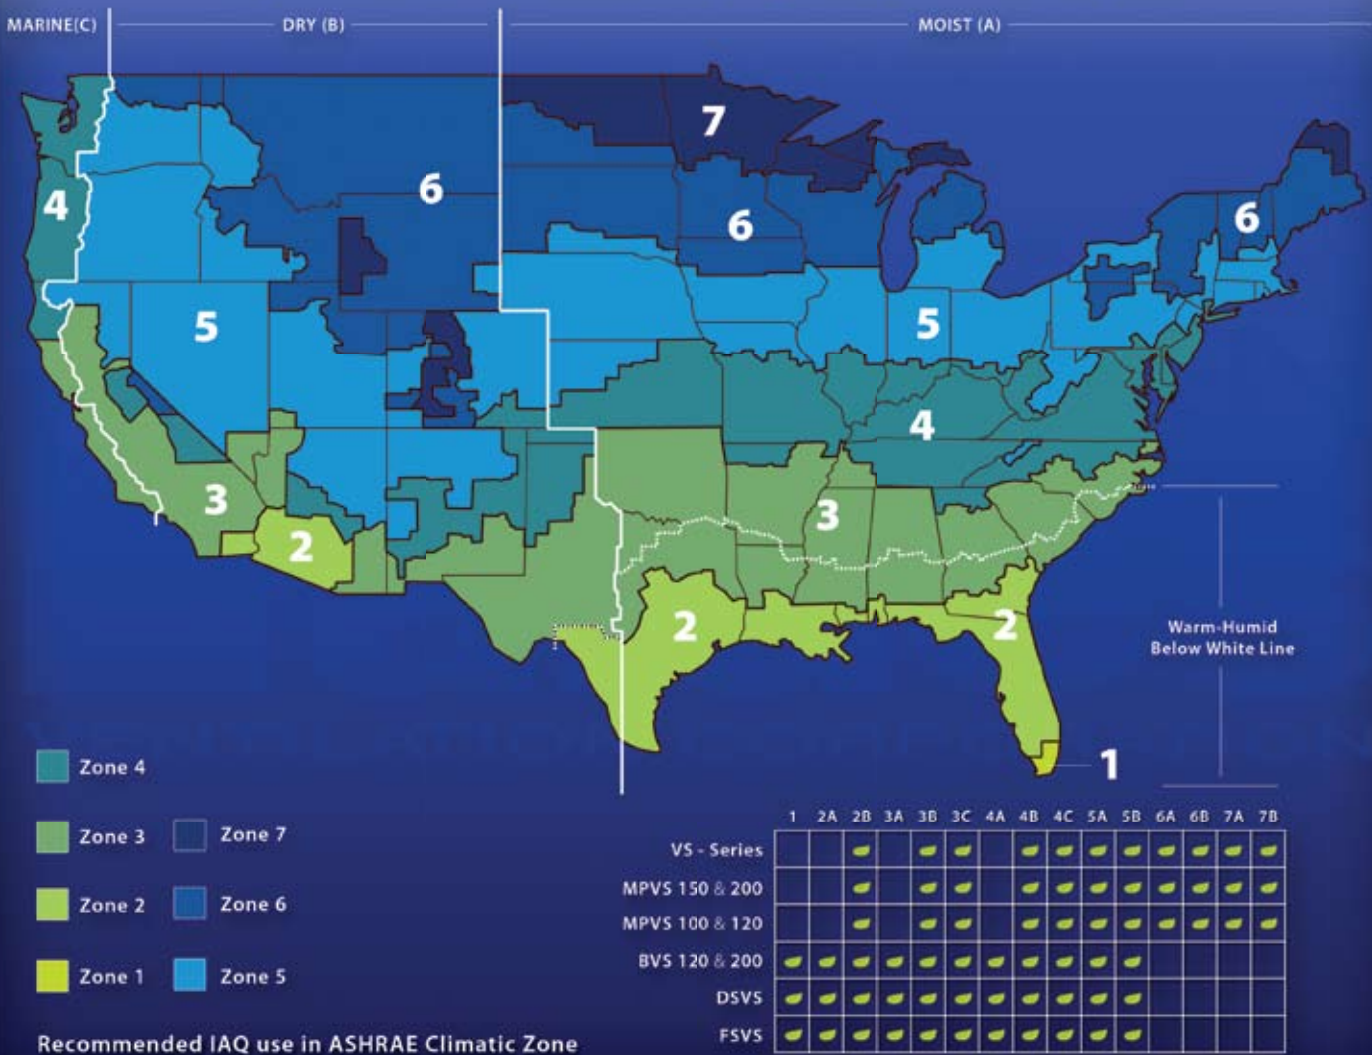 MARINE(C) DRY (B) MOIST (A)
7
6
4
6
6
5
5
4
3
3
2
2
2
Warm-Humid
Below White Line
1
Zone 4
Zone 3 Zone 7
Zone 2 Zone 6
Zone 1 Zone 5
Recommended IAQ use in ASHRAE Climatic Zone
1 2A 2B 3A 3B 3C 4A 4B 4C 5A 5B 6A 6B 7A 7B
VS - Series
MPVS 150 & 200
MPVS 100 & 120
BVS 120 & 200
DSVS
FSVS